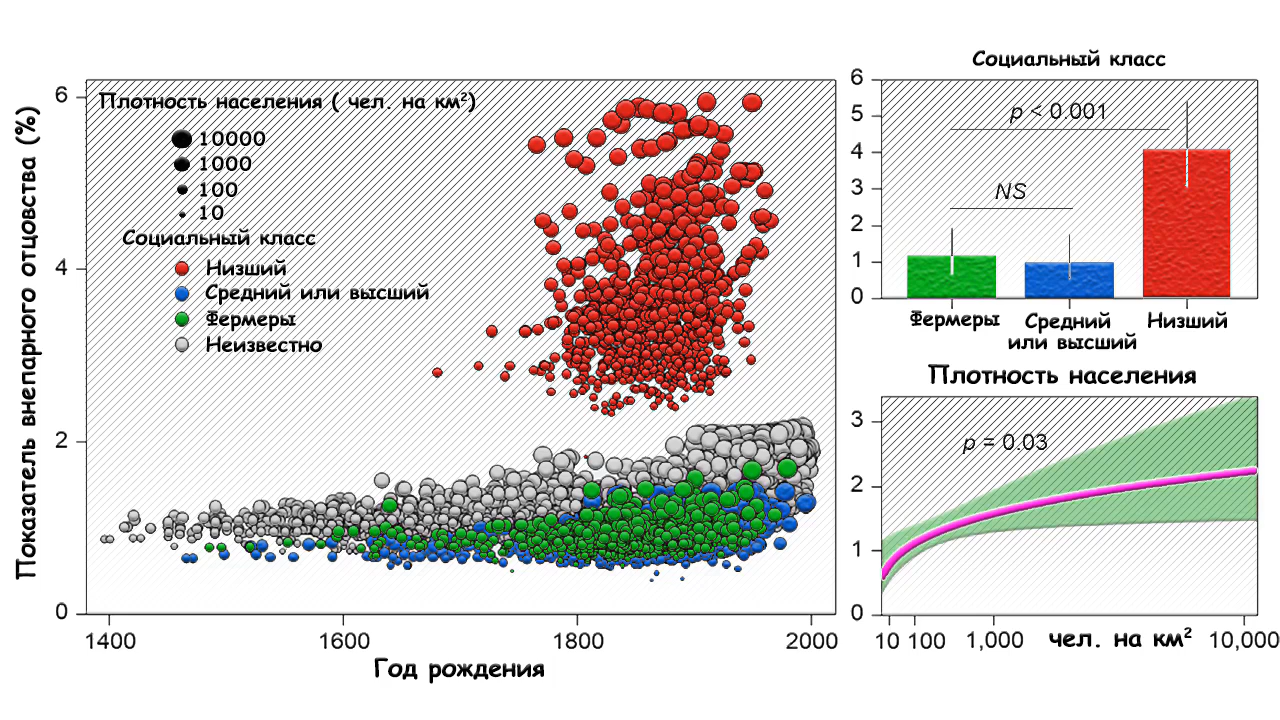 Показатель внепарного отцовства (%)
6
4
2
0
Плотность населения ( чел. на км²)
10000
1000
100
10
Социальный класс
Низший
Средний или высший
Фермеры
Неизвестно
1400 1600 1800 2000
Год рождения
Социальный класс
6
5
4
3
2
1
0
p < 0.001
NS
Фермеры Средний Низший
или высший
Плотность населения
3
2
1
0
p = 0.03
10 100 1,000 чел. на км² 10,000